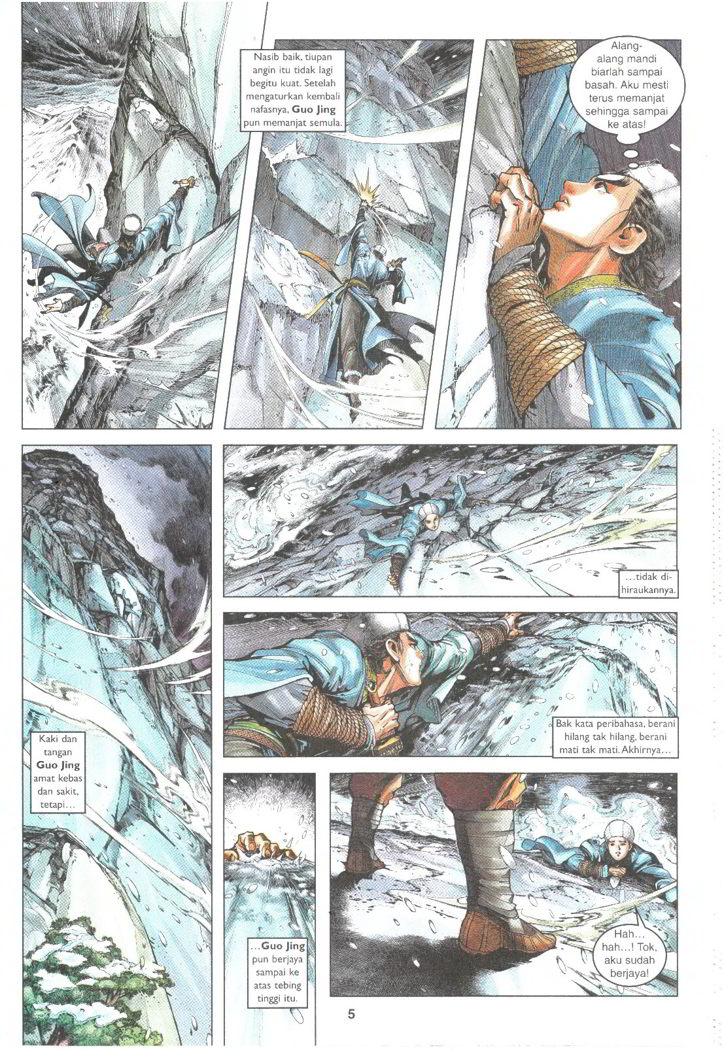 Nasib baik, tiupan
angin itu tidak lagi
begitu kuat. Setelah
mengaturkan kembali
nafasnya, Guo Jing
pun memanjat semula.
Alang-
alang mandi
biarlah sampai
basah. Aku mesti
terus memanjat
sehingga sampai
ke atas!
Kaki dan
tangan
Guo Jing
amat kebas
dan sakit,
tetapi...
...tidak di-
hiraukannya.
Bak kata peribahasa, berani
hilang tak hilang, berani
mati tak mati. Akhirnya...
...Guo Jing
pun berjaya
sampai ke
atas tebing
tinggi itu.
Hah...
hah...! Tok,
aku sudah
berjaya!
5